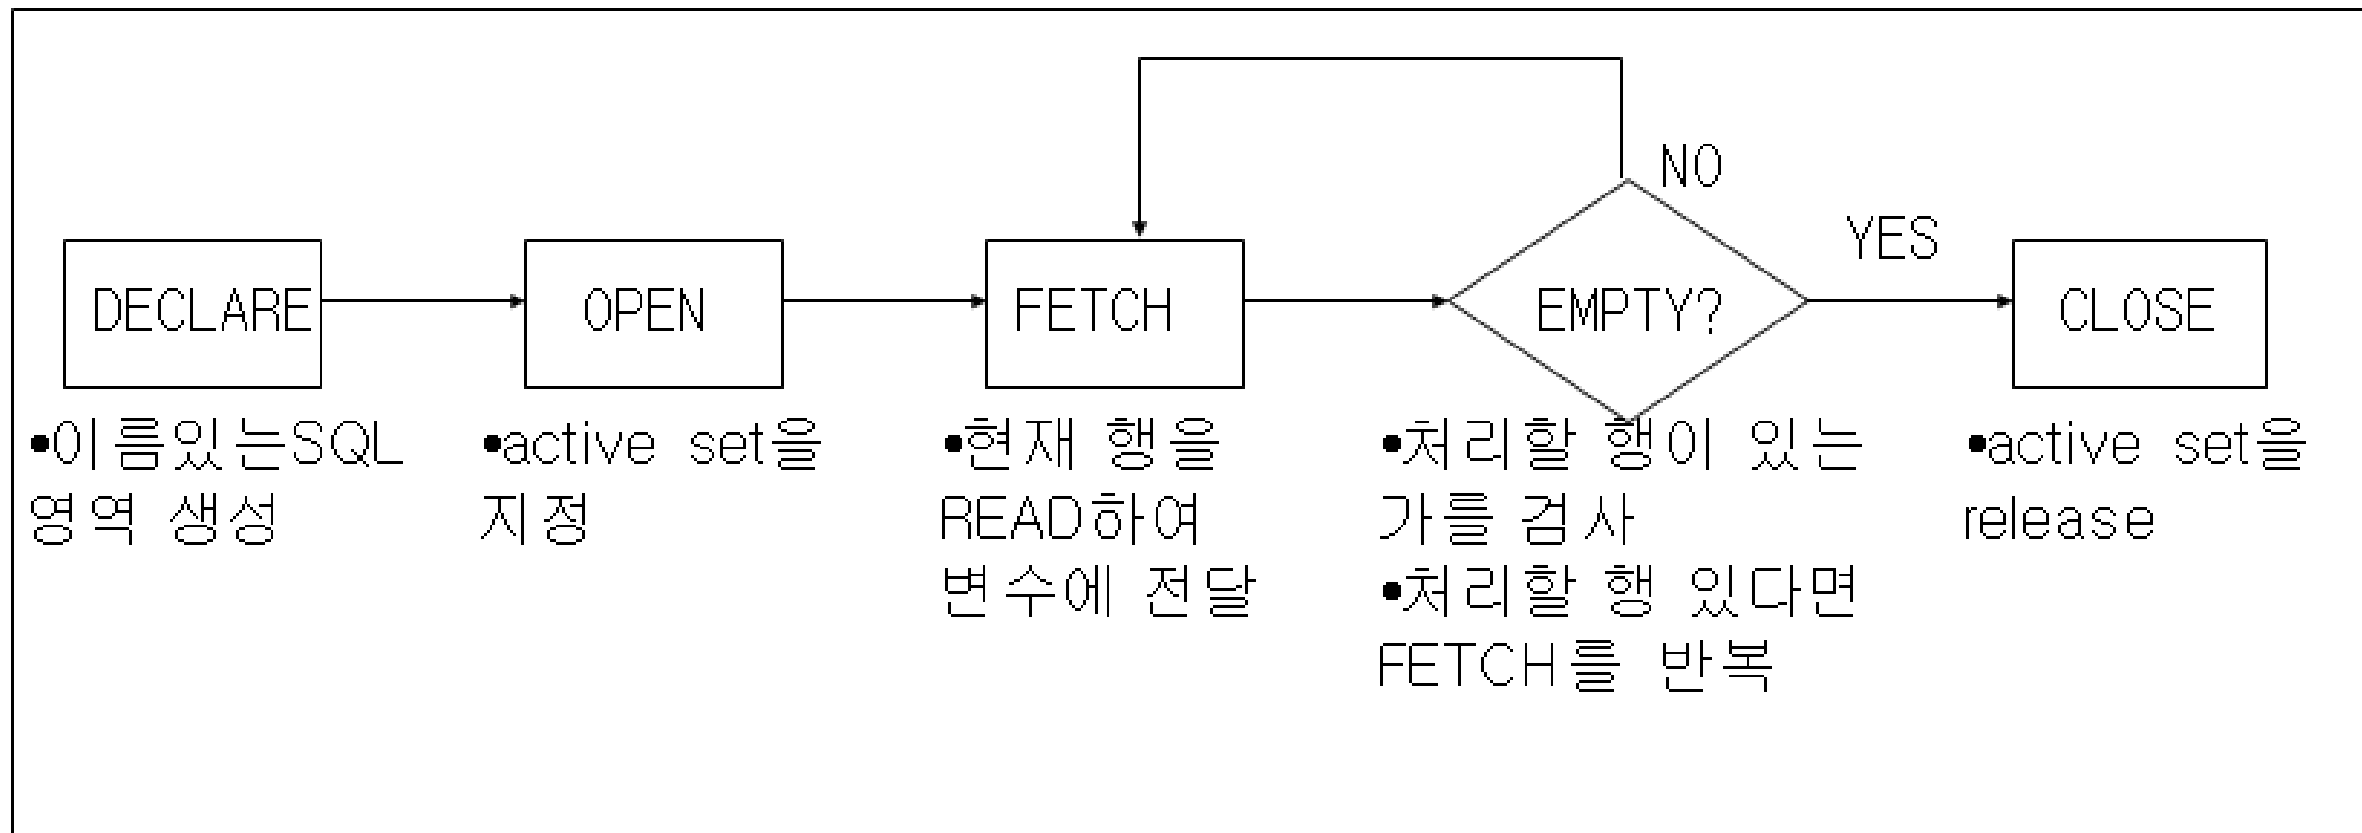 NO
YES
DECLARE
OPEN
FETCH
EMPTY?
CLOSE
•이름있는SQL
영역 생성
•active set을
지정
•현재 행을
READ하여
변수에 전달
•처리할 행이 있는
가를 검사
•처리할 행 있다면
FETCH를 반복
•active set을
release